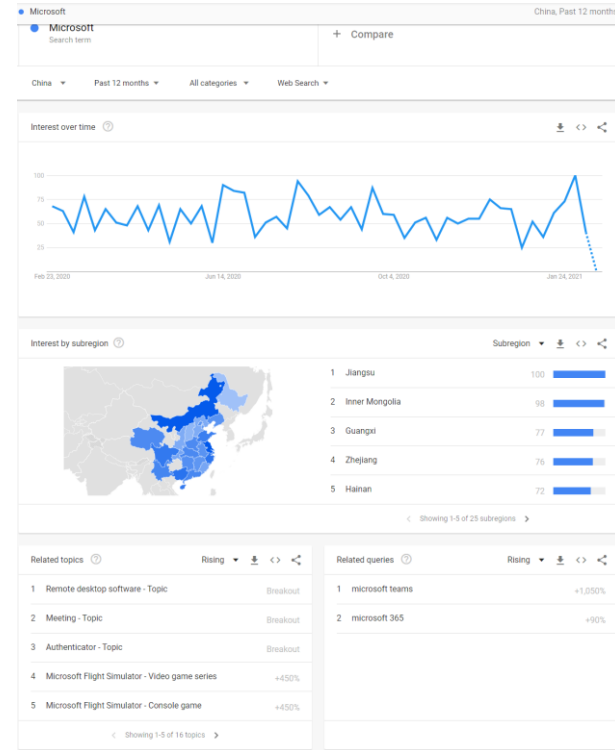 Microsoft
China, Past 12 months
Microsoft
Search term
+ Compare
China
Past 12 months
All categories
Web Search
Interest over time
100
75
50
25
Feb 23, 2020
Jun 14, 2020
Oct 4, 2020
Jan 24, 2021
Interest by subregion
Subregion
1 Jiangsu 100
2 Inner Mongolia 98
3 Guangxi 77
4 Zhejiang 76
5 Hainan 72
Showing 1-5 of 25 subregions
Related topics
Rising
1 Remote desktop software - Topic Breakout
2 Meeting - Topic Breakout
3 Authenticator - Topic Breakout
4 Microsoft Flight Simulator - Video game series +450%
5 Microsoft Flight Simulator - Console game +450%
Showing 1-5 of 16 topics
Related queries
Rising
1 microsoft teams +1,050%
2 microsoft 365 +90%